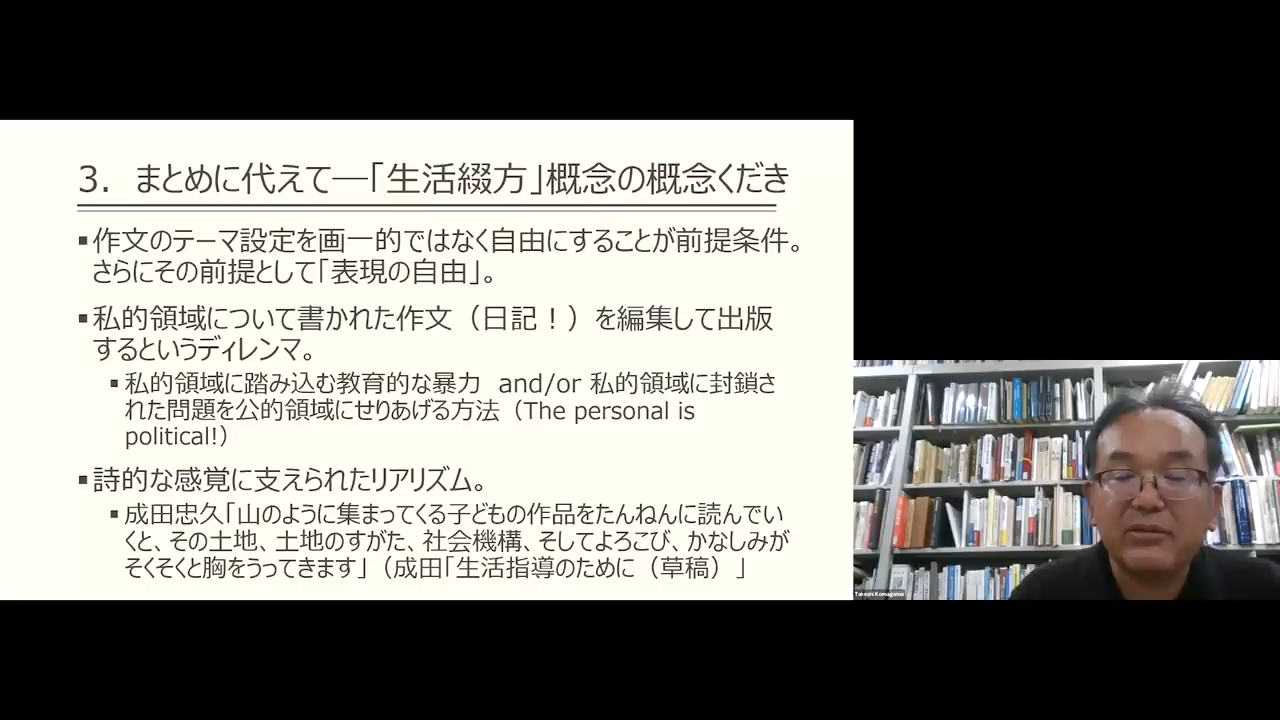 3. まとめに代えて―「生活綴方」概念の概念くだき
▪作文のテーマ設定を画一的ではなく自由にすることが前提条件。
さらにその前提として「表現の自由」。
▪私的領域について書かれた作文（日記！）を編集して出版
するというディレンマ。
▪私的領域に踏み込む教育的な暴力 and/or 私的領域に封鎖さ
れた問題を公的領域にせりあげる方法（The personal is
political!）
▪詩的な感覚に支えられたリアリズム。
▪成田忠久「山のように集まってくる子どもの作品をたんねんに読んでい
くと、その土地、土地のすがた、社会機構、そしてよろこび、かなしみが
そくそくと胸をうってきます」（成田「生活指導のために（草稿）」
Takeshi Komagome